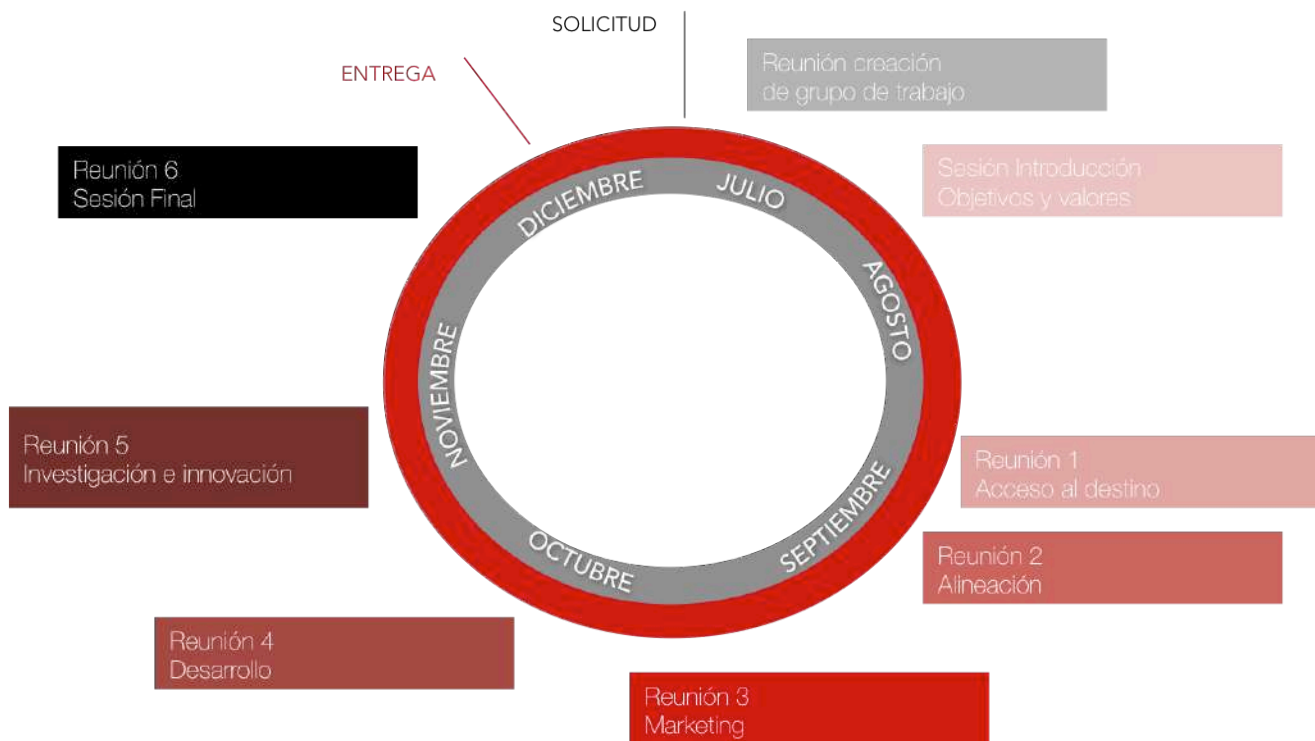 SOLICITUD
ENTREGA
Reunión creación
de grupo de trabajo
Sesión Introducción
Objetivos y valores
Reunión 6
Sesión Final
DICIEMBRE
JULIO
AGOSTO
NOVIEMBRE
SEPTIEMBRE
OCTUBRE
Reunión 5
Investigación e innovación
Reunión 1
Acceso al destino
Reunión 2
Alineación
Reunión 4
Desarrollo
Reunión 3
Marketing